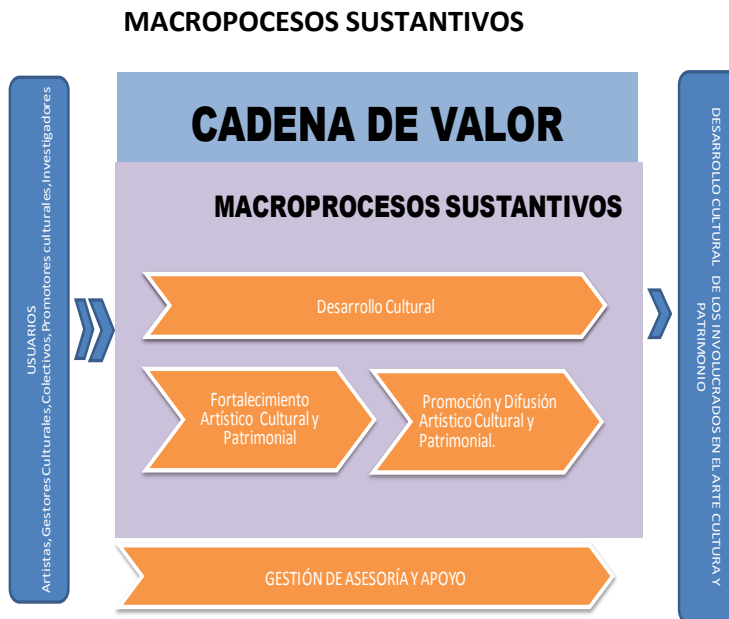 MACROPOCESOS SUSTANTIVOS
USUARIOS
Artistas, Gestores Culturales, Colectivos, Promotores culturales, Investigadores
CADENA DE VALOR
MACROPROCESOS SUSTANTIVOS
Desarrollo Cultural
Fortalecimiento
Artístico Cultural y
Patrimonial
Promoción y Difusión
Artístico Cultural y
Patrimonial.
GESTIÓN DE ASESORÍA Y APOYO
DESARROLLO CULTURAL DE LOS INVOLUCRADOS EN EL ARTE CULTURA Y
PATRIMONIO